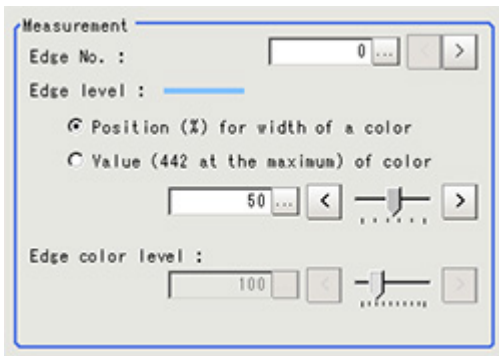 Measurement
Edge No. : 0 ... < >
Edge level :
Position (%) for width of a color
Value (442 at the maximum) of color
50 ... < >
Edge color level :
100 ... < >